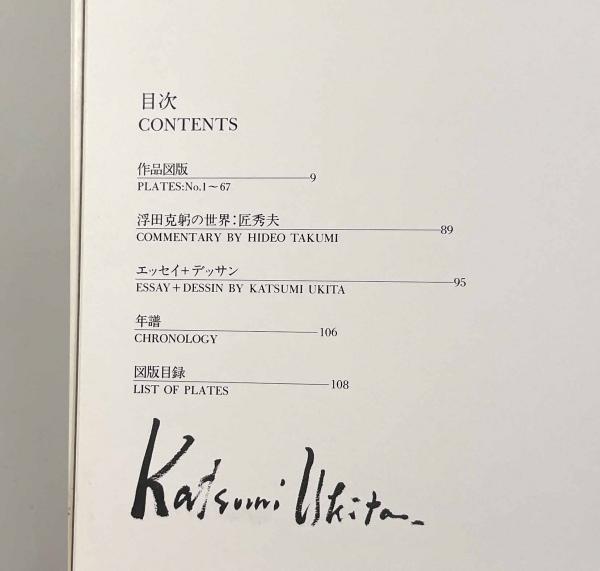 目次
CONTENTS
作品図版 9
PLATES:No.1〜67
浮田克躬の世界:匠秀夫 89
COMMENTARY BY HIDEO TAKUMI
エッセイ+デッサン 95
ESSAY+DESSIN BY KATSUMI UKITA
年譜 106
CHRONOLOGY
図版目録 108
LIST OF PLATES
Katsumi Ukita